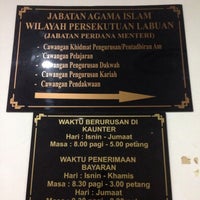 JABATAN AGAMA ISLAM
WILAYAH PERSEKUTUAN LABUAN
(JABATAN PERDANA MENTERI)
Cawangan Khidmat Pengurusan/Pentadbiran Am
Cawangan Pelajaran
Cawangan Pengurusan Dakwah
Cawangan Pengurusan Kariah
Cawangan Pendakwaan
WAKTU BERURUSAN DI
KAUNTER
Hari : Isnin - Jumaat
Masa : 8.00 pagi - 5.00 petang
WAKTU PENERIMAAN
BAYARAN
Hari : Isnin - Khamis
Masa : 8.30 pagi - 3.00 petang
Hari : Jumaat